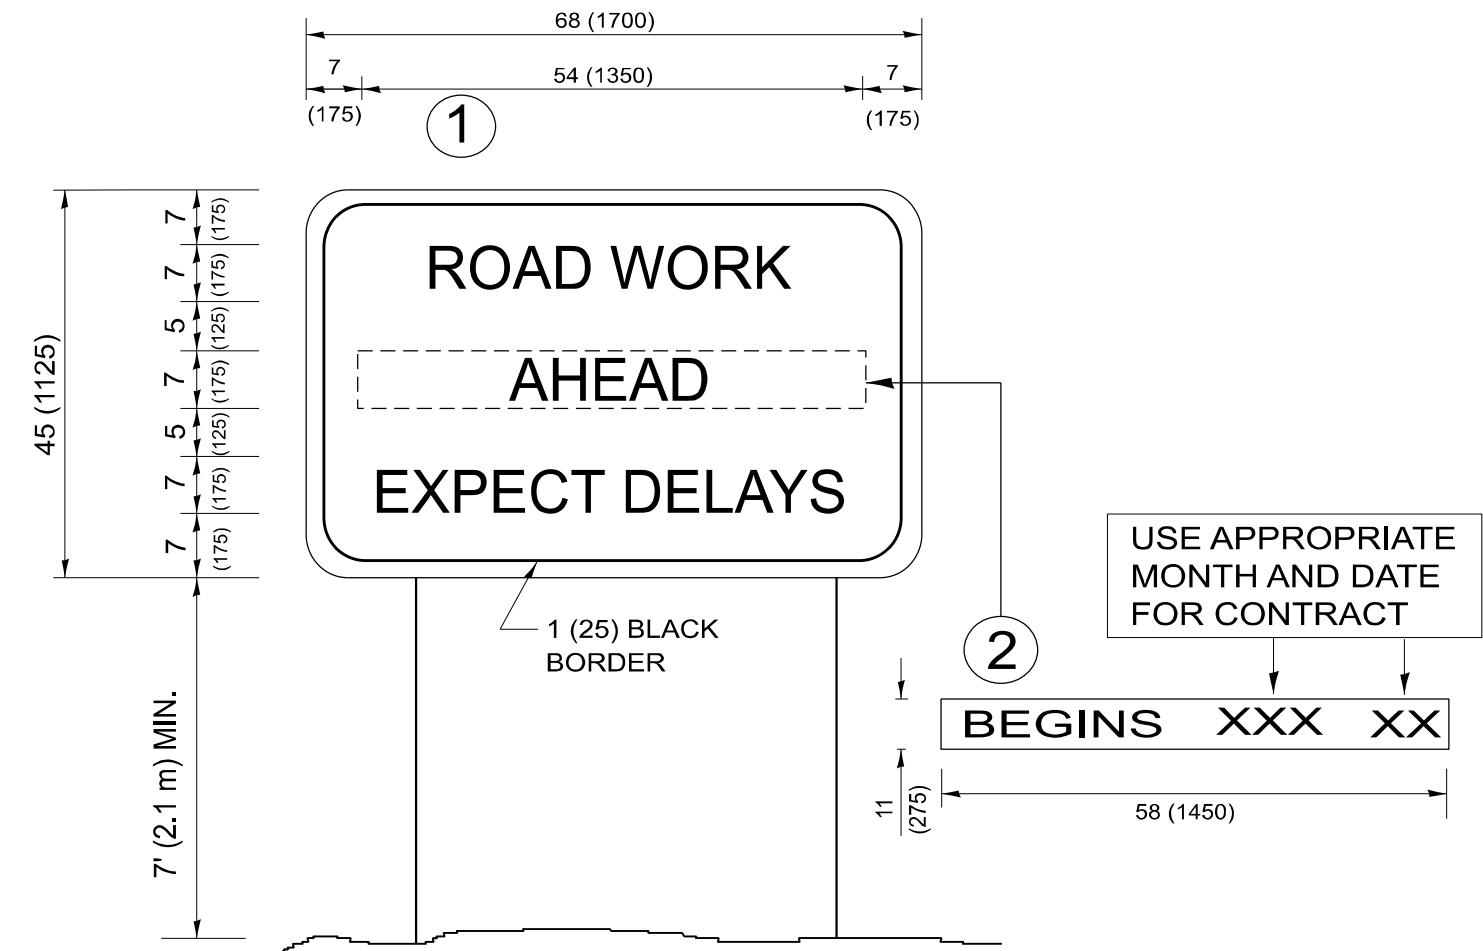 68 (1700)
7
54 (1350)
7
(175)
(175)
1
7
(175)
7
(175)
5
(125)
7
(175)
5
(125)
7
(175)
7
(175)
45 (1125)
ROAD WORK
AHEAD
EXPECT DELAYS
1 (25) BLACK
BORDER
7' (2.1 m) MIN.
2
USE APPROPRIATE
MONTH AND DATE
FOR CONTRACT
BEGINS XXX XX
11
(275)
58 (1450)